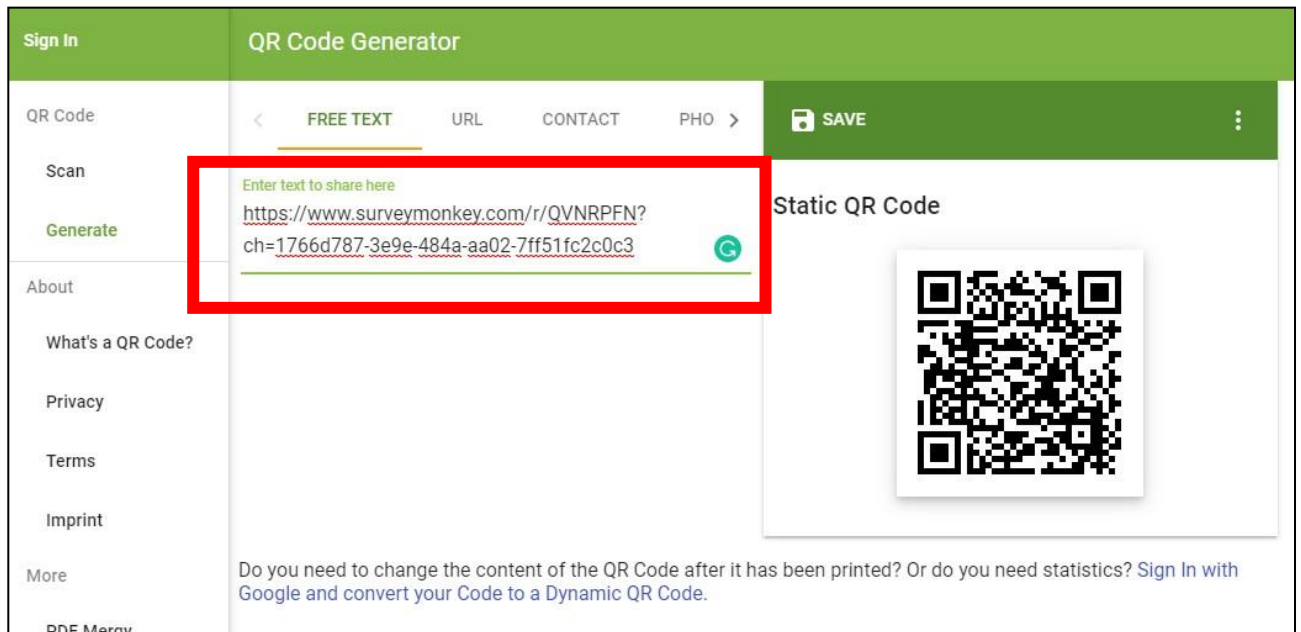 Sign In
QR Code Generator
QR Code
Scan
Generate
About
What's a QR Code?
Privacy
Terms
Imprint
More
FREE TEXT URL CONTACT PHO
Enter text to share here
https://www.surveymonkey.com/r/QVNRPFN?
ch=1766d787-3e9e-484a-aa02-7ff51fc2c0c3
SAVE
Static QR Code
Do you need to change the content of the QR Code after it has been printed? Or do you need statistics? Sign In with
Google and convert your Code to a Dynamic QR Code.